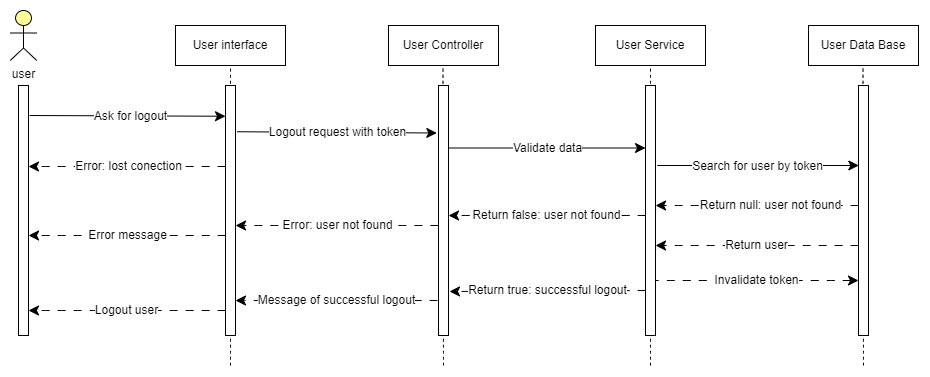 user
User interface
User Controller
User Service
User Data Base
Ask for logout
Logout request with token
Validate data
Error: lost conection
Search for user by token
Return null: user not found
Return false: user not found
Error: user not found
Error message
Return user
Invalidate token
Return true: successful logout
Message of successful logout
Logout user